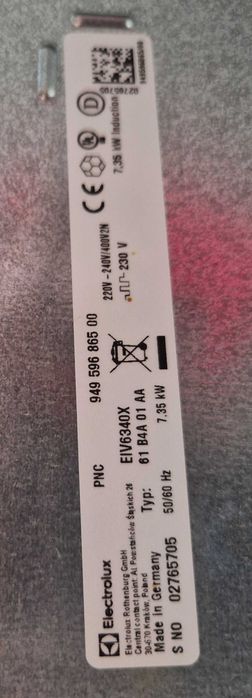 Electrolux
Electrolux Rothenburg GmbH
Central contact point: Al. Powstańców Śląskich 26
30-570 Kraków, Poland
Made in Germany
S NO 02765705
PNC 949 596 865 00
EIV6340X
Typ: 61 B4A 01 AA
50/60 Hz 7,35 kW
220V -240V/400V2N
230 V
CE
D
7,35 kW Induction
02765705